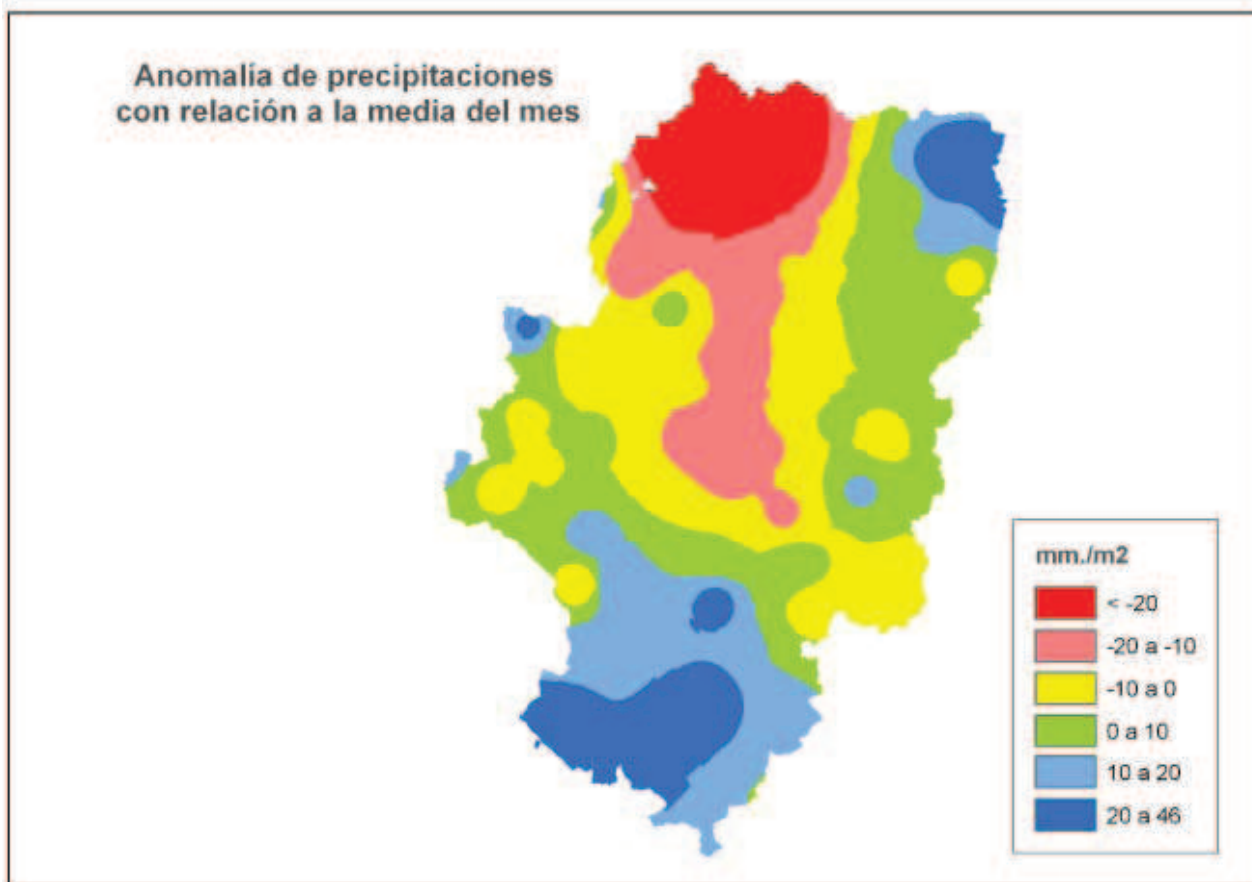 Anomalía de precipitaciones
con relación a la media del mes
mm./m2
< -20
-20 a -10
-10 a 0
0 a 10
10 a 20
20 a 46